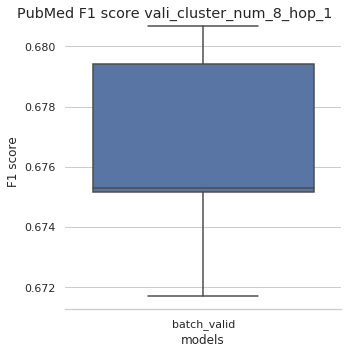 PubMed F1 score vali_cluster_num_8_hop_1
0.680
0.678
0.676
0.674
0.672
F1 score
batch_valid
models